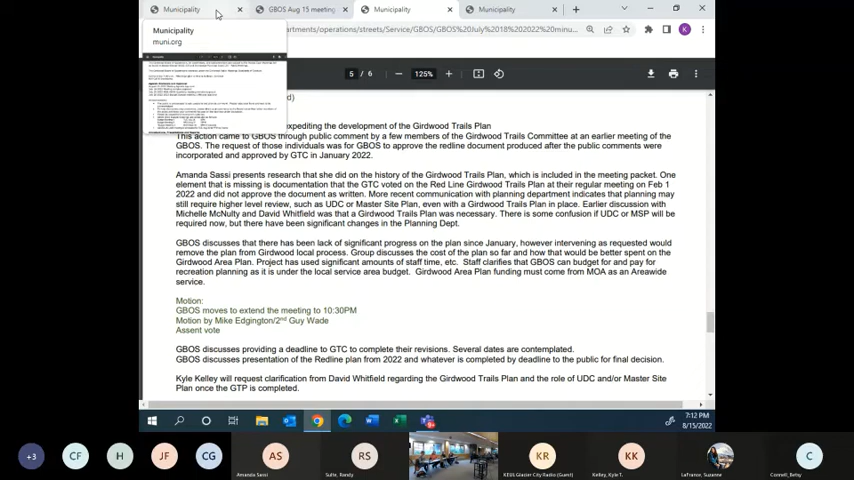 Municipality
GBOS Aug 15 meeting
Municipality
Municipality
artments/operations/streets/Service/GBOS/GBOS%20July%2018%202022%20minu...
Municipality
muni.org
5 / 6
125%
d)
expediting the development of the Girdwood Trails Plan
This action came to GBOS through public comment by a few members of the Girdwood Trails Committee at an earlier meeting of the
GBOS. The request of those individuals was for GBOS to approve the redline document produced after the public comments were
incorporated and approved by GTC in January 2022.
Amanda Sassi presents research that she did on the history of the Girdwood Trails Plan, which is included in the meeting packet. One
element that is missing is documentation that the GTC voted on the Red Line Girdwood Trails Plan at their regular meeting on Feb 1
2022 and did not approve the document as written. More recent communication with planning department indicates that planning may
still require higher level review, such as UDC or Master Site Plan, even with a Girdwood Trails Plan in place. Earlier discussion with
Michelle McNulty and David Whitfield was that a Girdwood Trails Plan was necessary. There is some confusion if UDC or MSP will be
required now, but there have been significant changes in the Planning Dept.
GBOS discusses that there has been lack of significant progress on the plan since January, however intervening as requested would
remove the plan from Girdwood local process. Group discusses the cost of the plan so far and how that would be better spent on the
Girdwood Area Plan. Project has used significant amounts of staff time, etc. Staff clarifies that GBOS can budget for and pay for
recreation planning as it is under the local service area budget. Girdwood Area Plan funding must come from MOA as an Areawide
service.
Motion:
GBOS moves to extend the meeting to 10:30PM
Motion by Mike Edgington/2nd Guy Wade
Assent vote
GBOS discusses providing a deadline to GTC to complete their revisions. Several dates are contemplated.
GBOS discusses presentation of the Redline plan from 2022 and whatever is completed by deadline to the public for final decision.
Kyle Kelley will request clarification from David Whitfield regarding the Girdwood Trails Plan and the role of UDC and/or Master Site
Plan once the GTP is completed.
7:12 PM
8/15/2022
+3
CF
H
JF
CG
AS
Amanda Sassi
RS
Sulte, Randy
KR
KEUL Glacier City Radio (Guest)
KK
Kelley, Kyle T.
LaFrance, Suzanne
C
Connell, Betsy